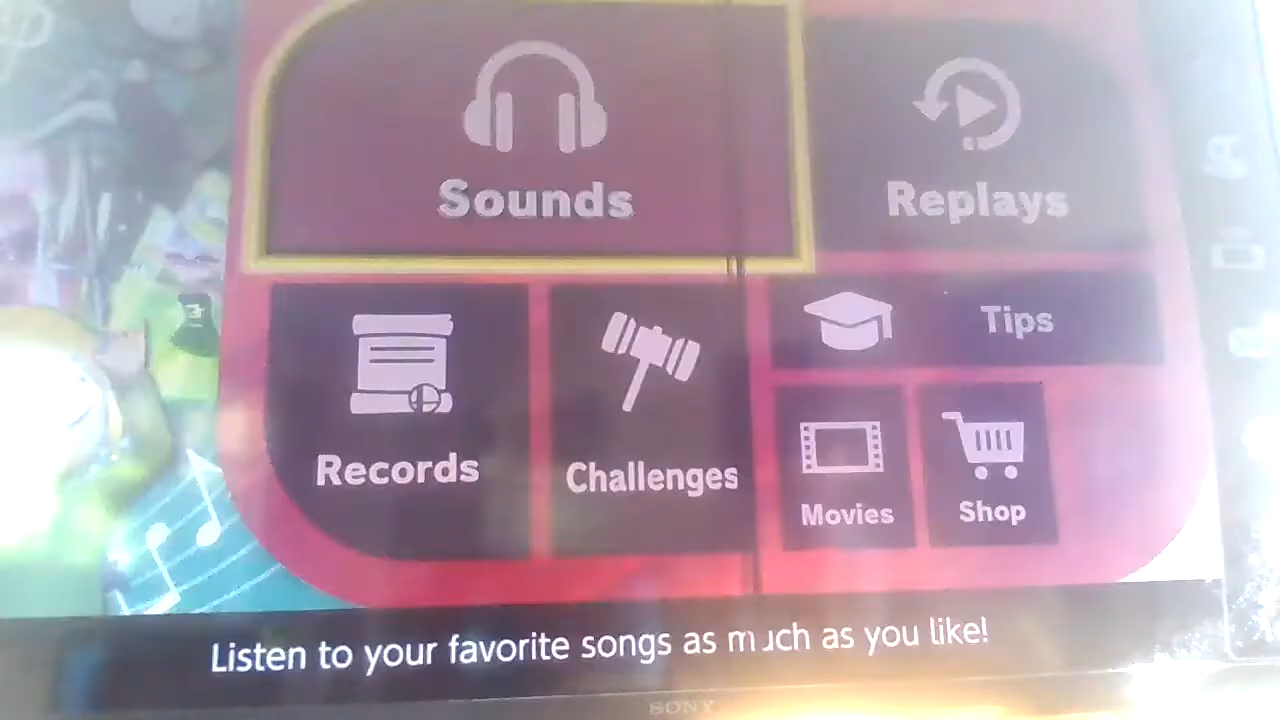 Sounds
Replays
Records
Challenges
Tips
Movies
Shop
Listen to your favorite songs as much as you like!
SONY